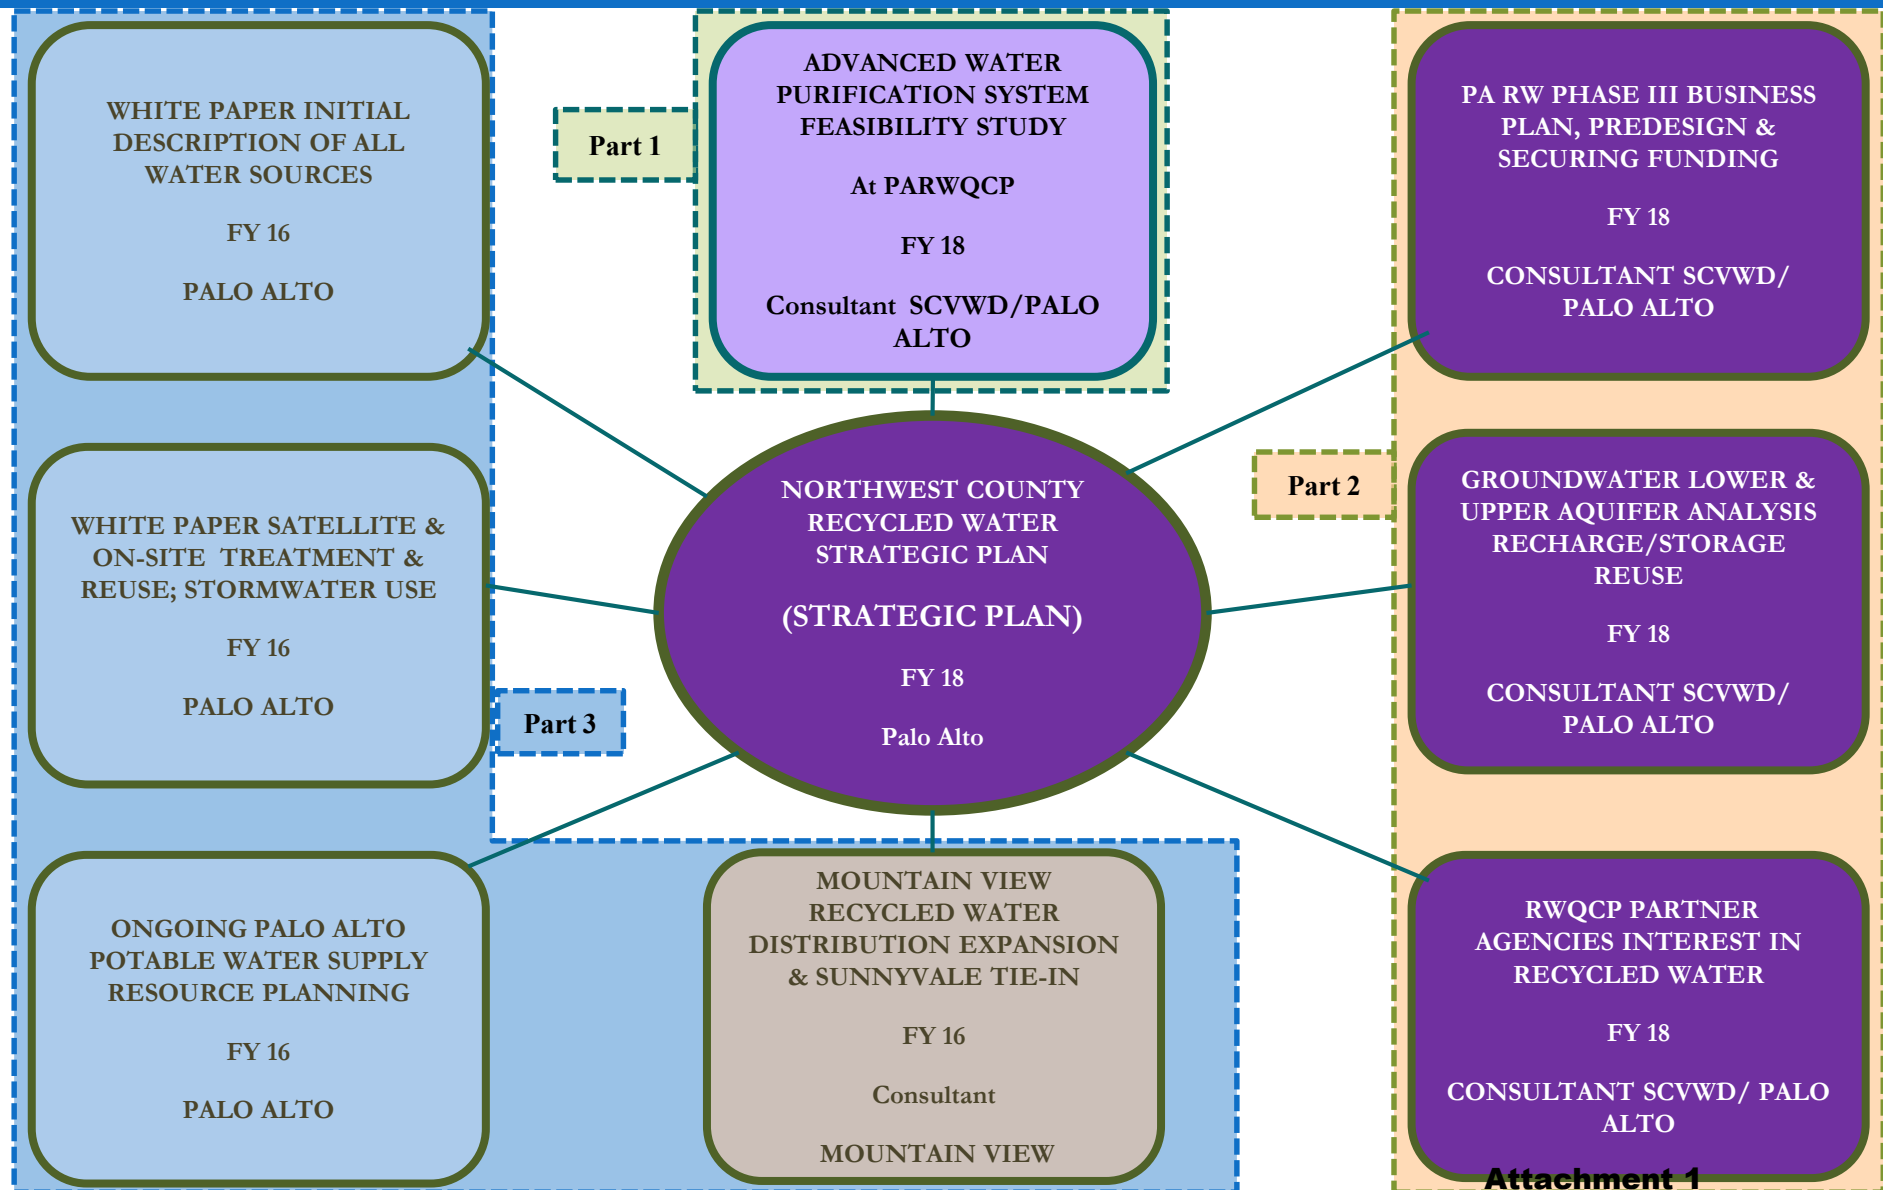 WHITE PAPER INITIAL
DESCRIPTION OF ALL
WATER SOURCES
FY 16
PALO ALTO
Part 1
ADVANCED WATER
PURIFICATION SYSTEM
FEASIBILITY STUDY
At PARWQCP
FY 18
Consultant SCVWD/PALO
ALTO
PA RW PHASE III BUSINESS
PLAN, PREDESIGN &
SECURING FUNDING
FY 18
CONSULTANT SCVWD/
PALO ALTO
WHITE PAPER SATELLITE &
ON-SITE TREATMENT &
REUSE; STORMWATER USE
FY 16
PALO ALTO
Part 3
NORTHWEST COUNTY
RECYCLED WATER
STRATEGIC PLAN
(STRATEGIC PLAN)
FY 18
Palo Alto
Part 2
GROUNDWATER LOWER &
UPPER AQUIFER ANALYSIS
RECHARGE/STORAGE
REUSE
FY 18
CONSULTANT SCVWD/
PALO ALTO
ONGOING PALO ALTO
POTABLE WATER SUPPLY
RESOURCE PLANNING
FY 16
PALO ALTO
MOUNTAIN VIEW
RECYCLED WATER
DISTRIBUTION EXPANSION
& SUNNYVALE TIE-IN
FY 16
Consultant
MOUNTAIN VIEW
RWQCP PARTNER
AGENCIES INTEREST IN
RECYCLED WATER
FY 18
CONSULTANT SCVWD/ PALO
ALTO
Attachment 1